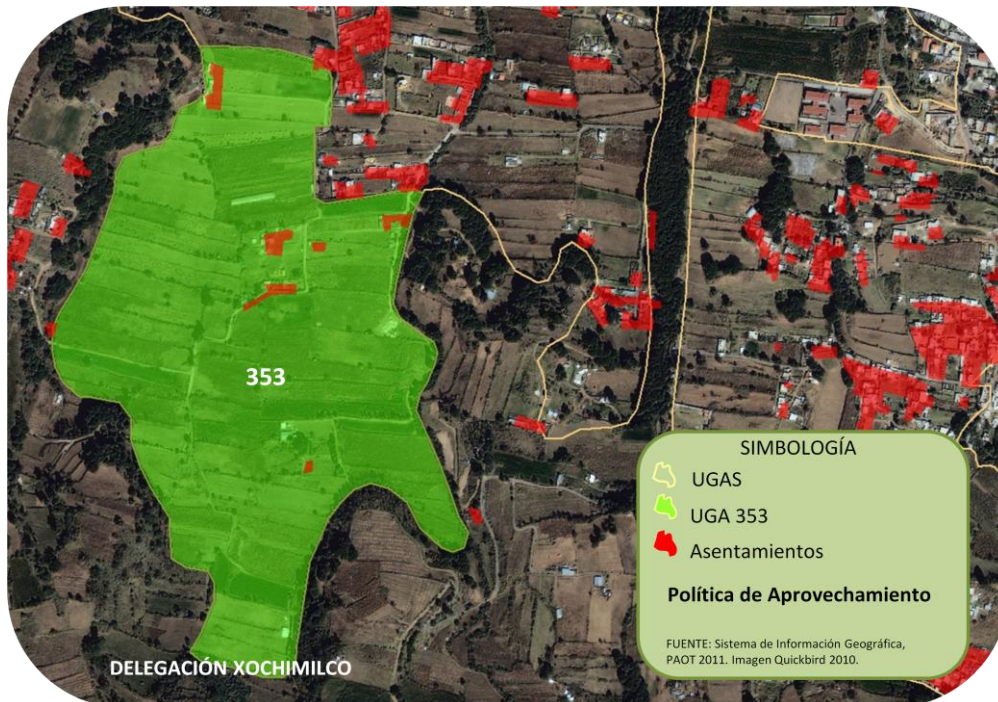 353
SIMBOLOGÍA
UGAS
UGA 353
Asentamientos
Política de Aprovechamiento
FUENTE: Sistema de Información Geográfica,
PAOT 2011. Imagen Quickbird 2010.
DELEGACIÓN XOCHIMILCO